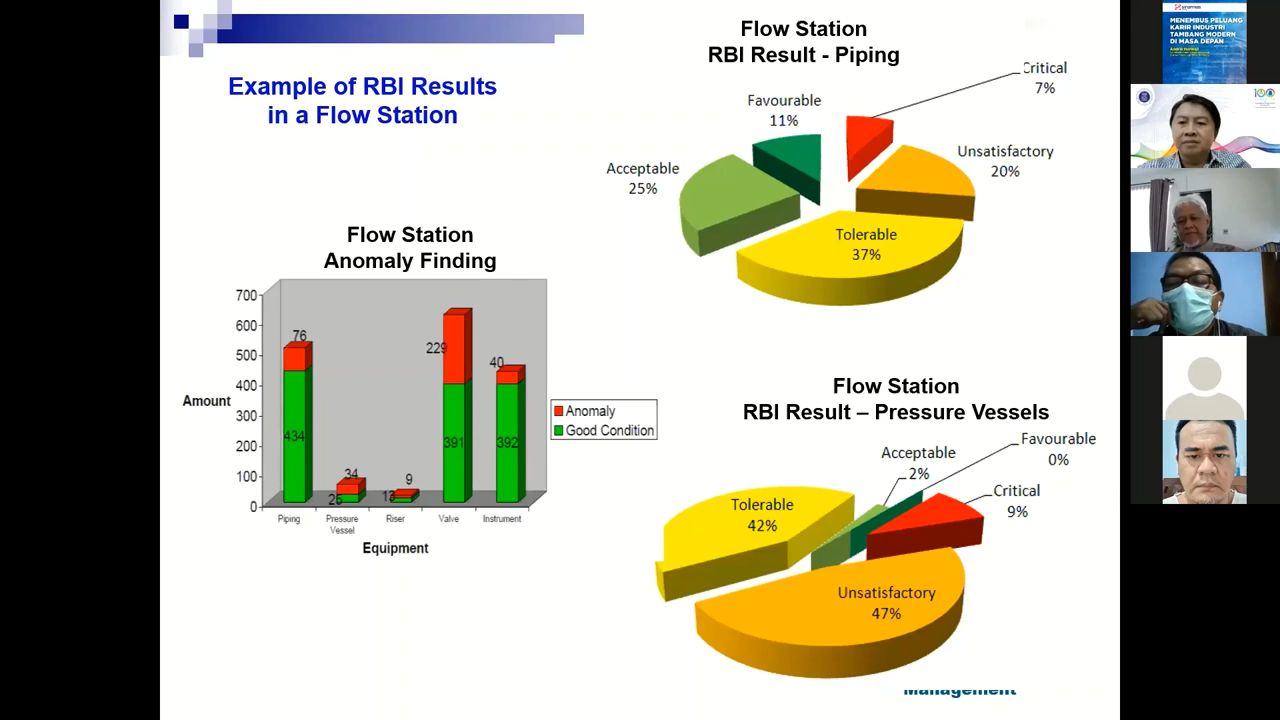 Example of RBI Results
in a Flow Station
Flow Station
Anomaly Finding
700
600
500
400
300
200
100
0
Amount
76
434
34
25
9
13
229
391
40
392
Piping
Pressure
Vessel
Riser
Valve
Instrument
Equipment
Anomaly
Good Condition
Flow Station
RBI Result - Piping
Critical
7%
Favourable
11%
Unsatisfactory
20%
Acceptable
25%
Tolerable
37%
Flow Station
RBI Result – Pressure Vessels
Favourable
0%
Acceptable
2%
Critical
9%
Tolerable
42%
Unsatisfactory
47%
Management
sinarmas
MENEMBUS PELUANG
KARIR INDUSTRI
TAMBANG MODERN
DI MASA DEPAN